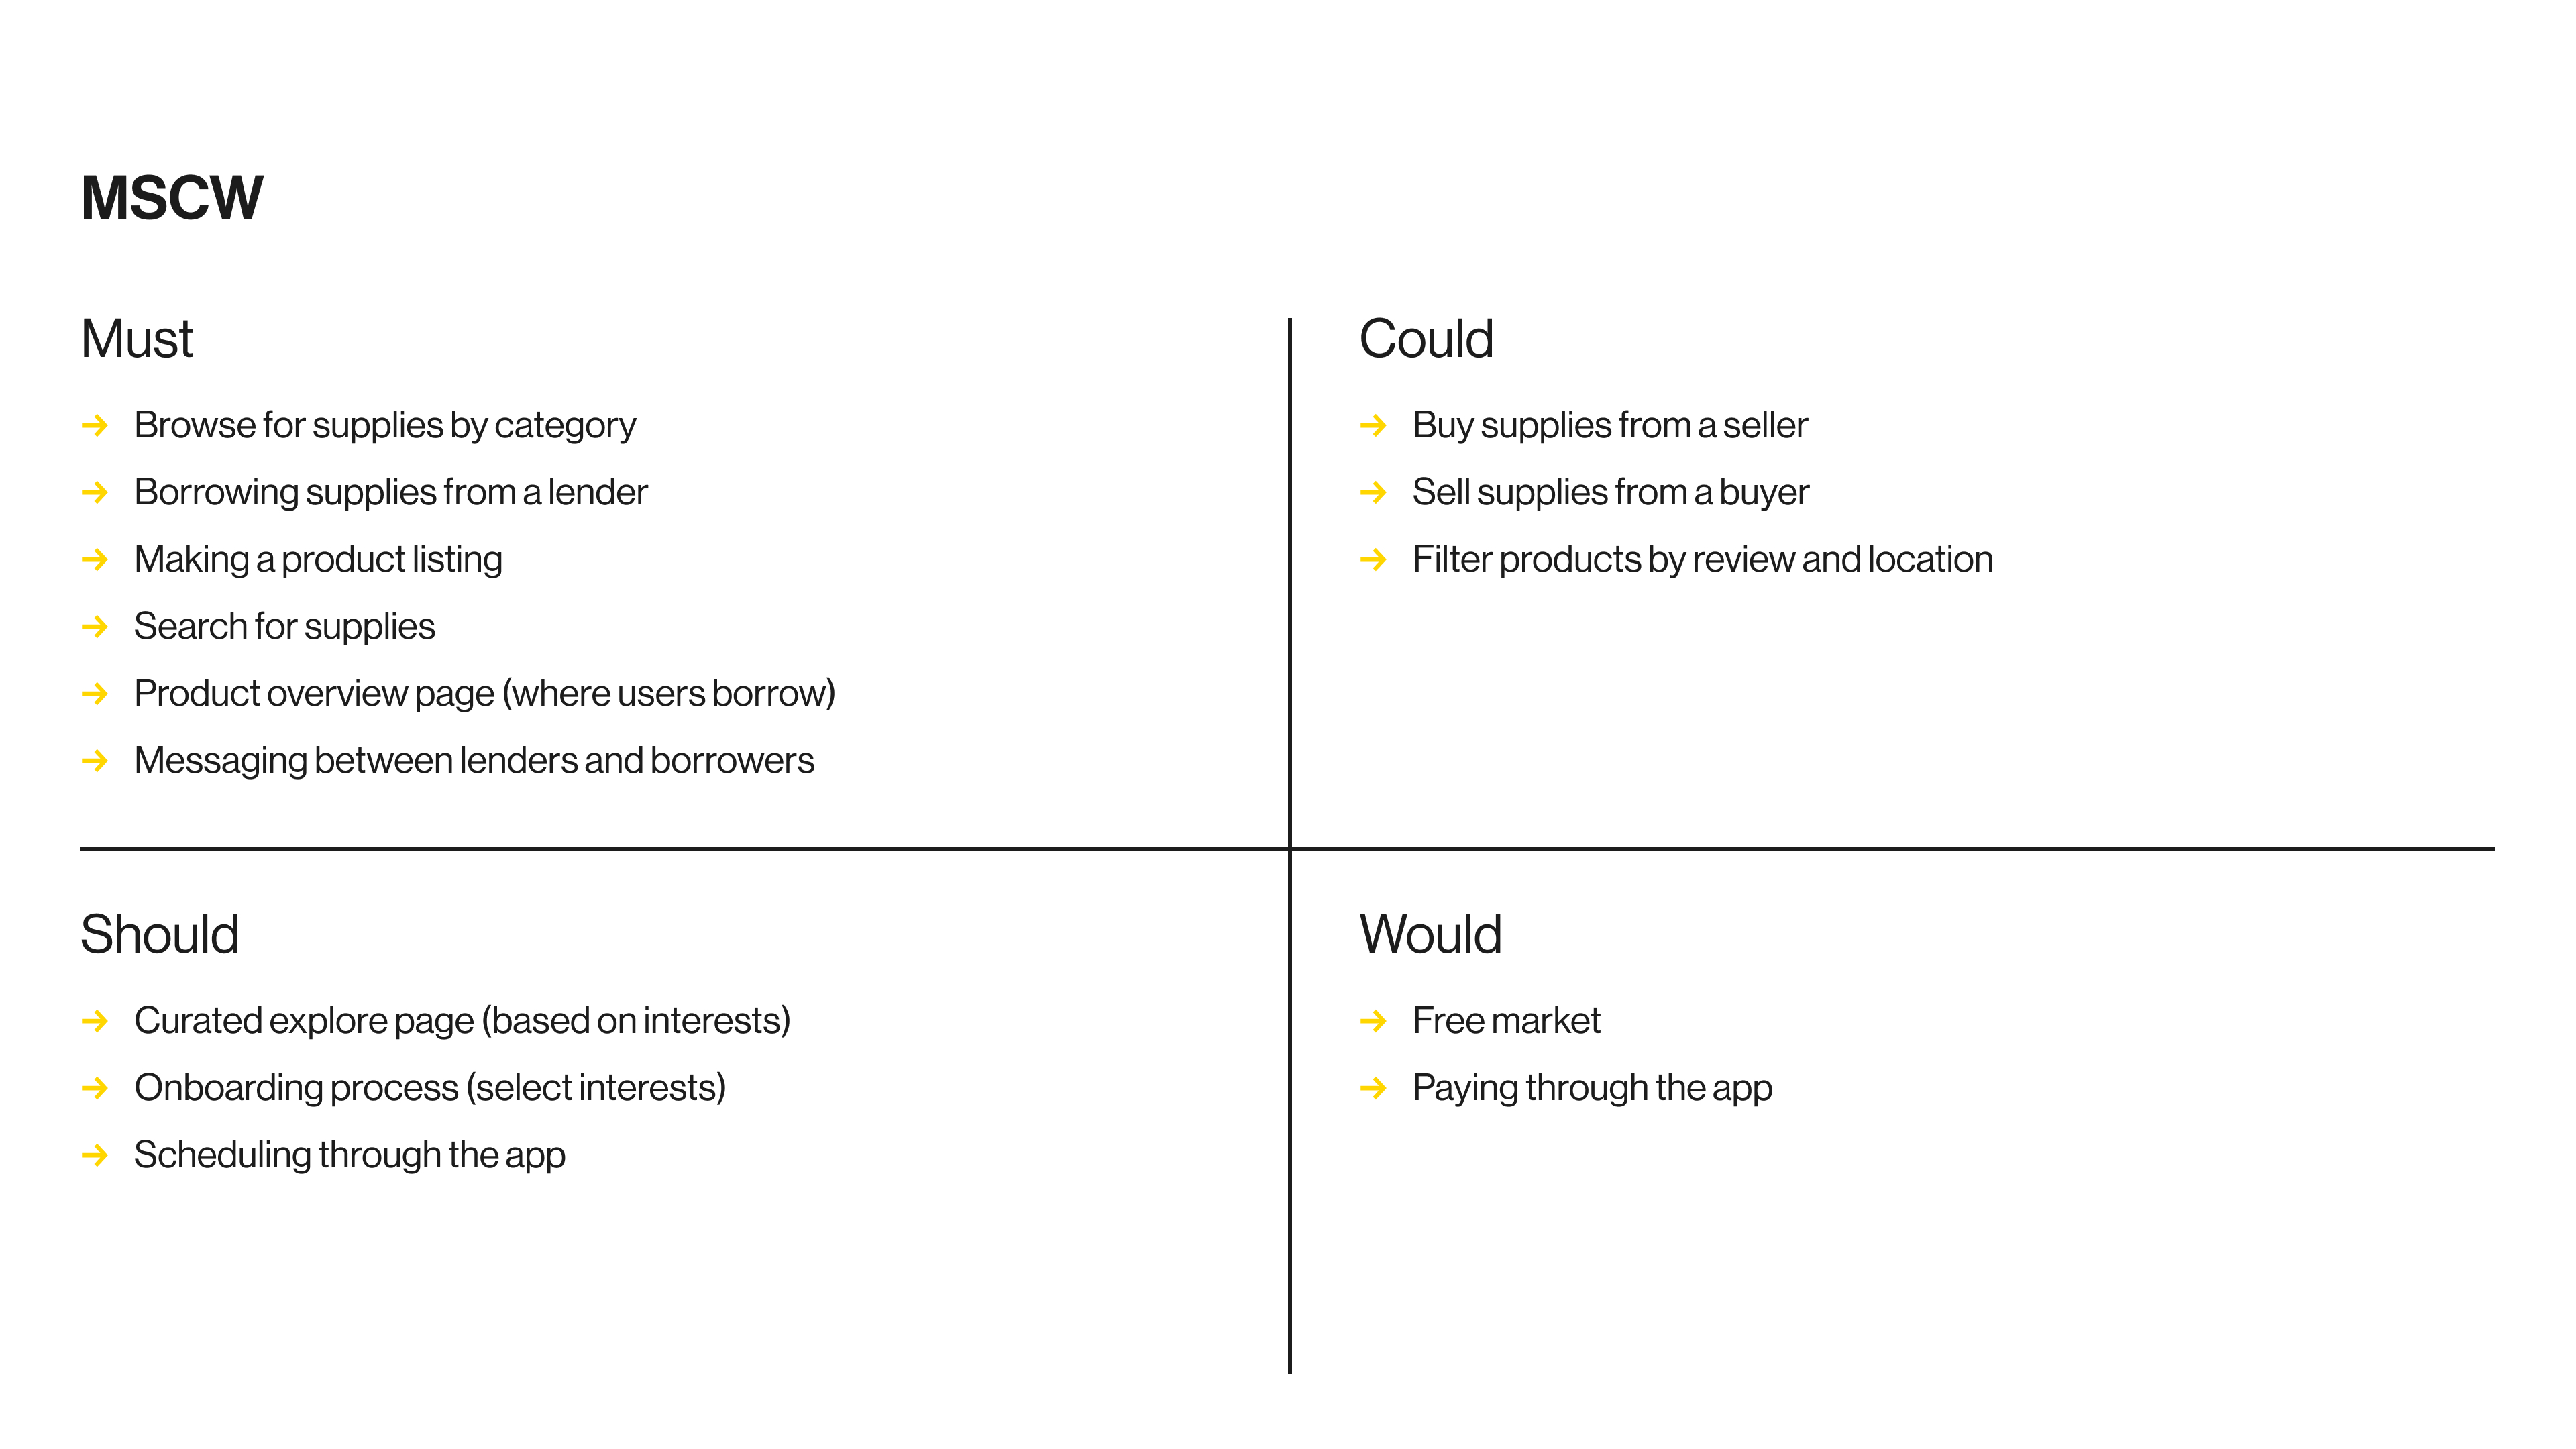 MSCW
Must
→ Browse for supplies by category
→ Borrowing supplies from a lender
→ Making a product listing
→ Search for supplies
→ Product overview page (where users borrow)
→ Messaging between lenders and borrowers
Could
→ Buy supplies from a seller
→ Sell supplies from a buyer
→ Filter products by review and location
Should
→ Curated explore page (based on interests)
→ Onboarding process (select interests)
→ Scheduling through the app
Would
→ Free market
→ Paying through the app